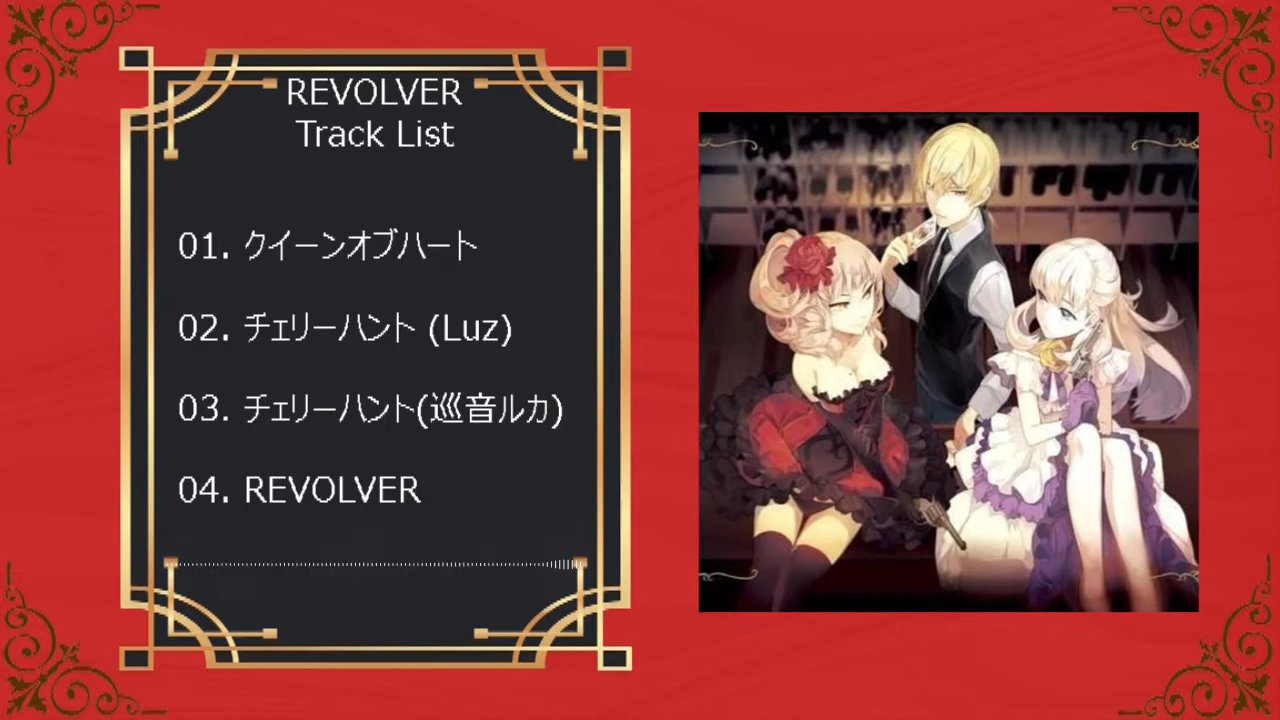 REVOLVER
Track List
01. クイーンオブハート
02. チェリーハント (Luz)
03. チェリーハント(巡音ルカ)
04. REVOLVER